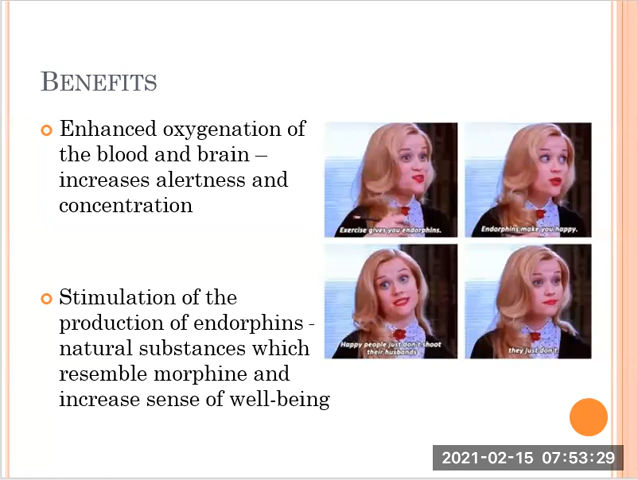 BENEFITS
Enhanced oxygenation of
the blood and brain –
increases alertness and
concentration
Exercise gives you endorphins.
Endorphins make you happy.
Happy people just don't shoot
their husbands
they just don't
Stimulation of the
production of endorphins -
natural substances which
resemble morphine and
increase sense of well-being
2021-02-15 07:53:29